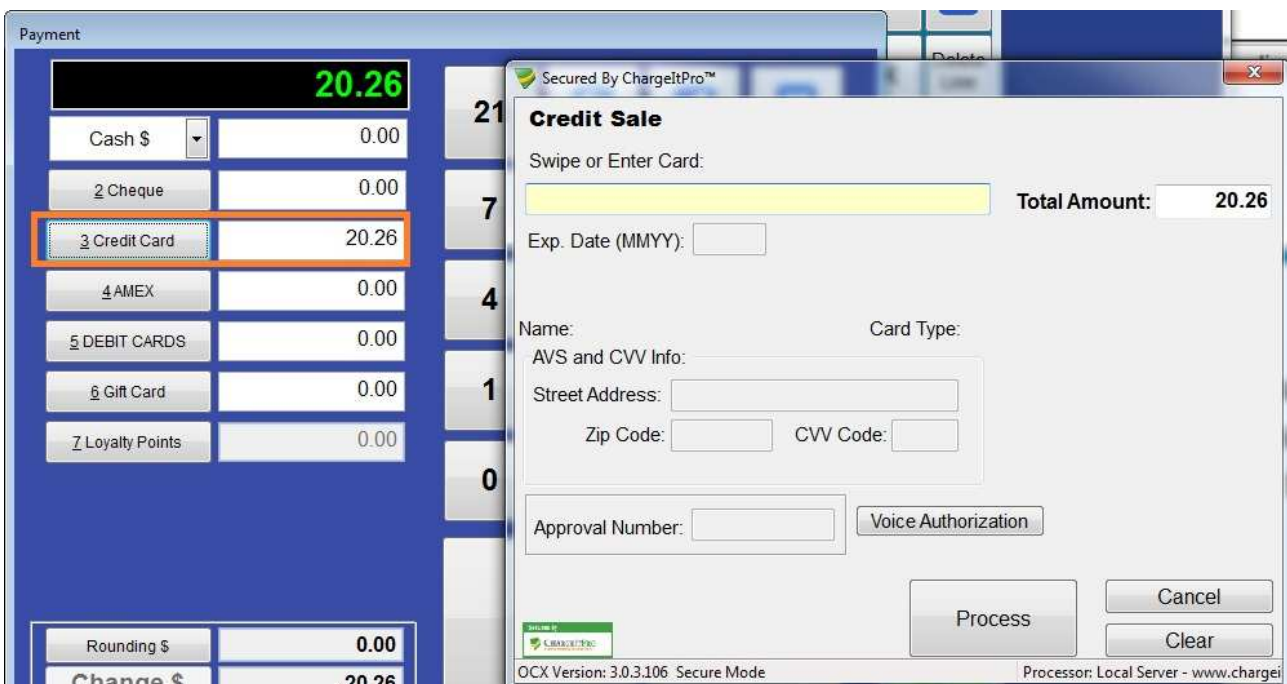 Payment
20.26
Cash $ 0.00
2 Cheque 0.00
3 Credit Card 20.26
4 AMEX 0.00
5 DEBIT CARDS 0.00
6 Gift Card 0.00
7 Loyalty Points 0.00
Rounding $ 0.00
Change $ 20.26
21
7
4
1
0
Delete
Line
Secured By ChargeItPro™
Credit Sale
Swipe or Enter Card:
Total Amount: 20.26
Exp. Date (MMYY):
Name: Card Type:
AVS and CVV Info:
Street Address:
Zip Code: CVV Code:
Approval Number: Voice Authorization
Process
Cancel
Clear
CHARGEITPRO
OCX Version: 3.0.3.106 Secure Mode
Processor: Local Server - www.chargei